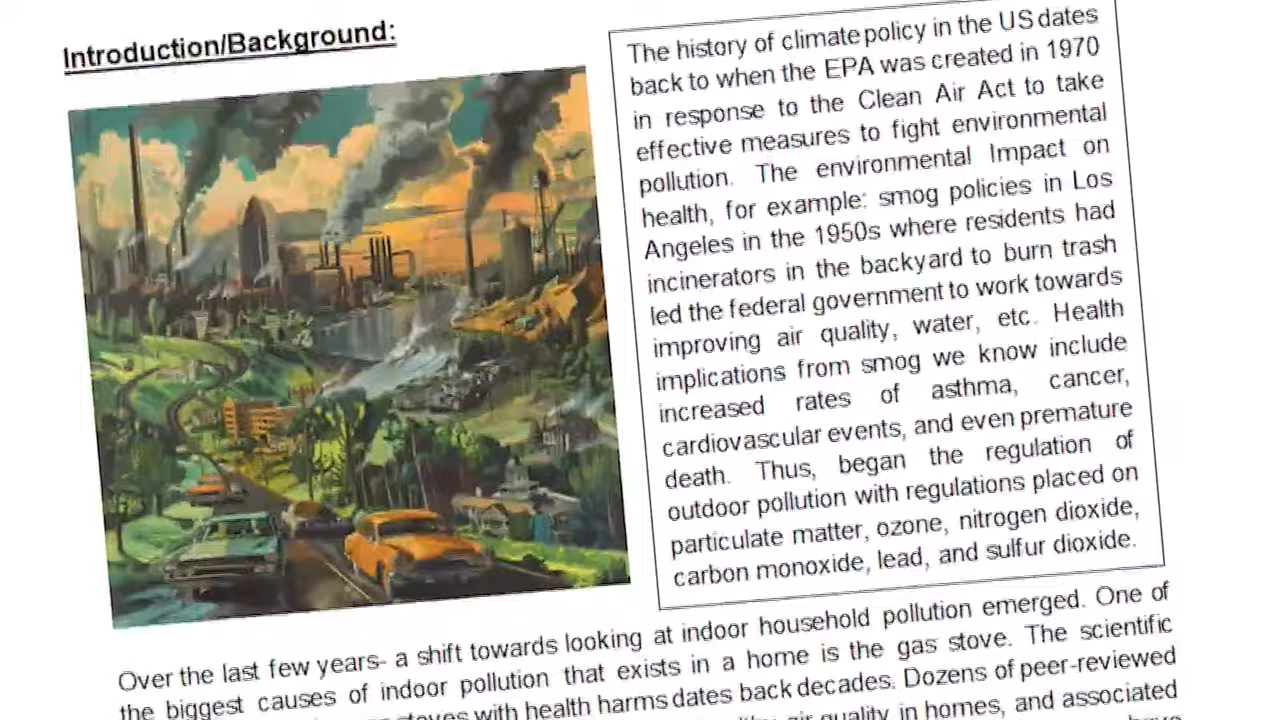 Introduction/Background:
The history of climate policy in the US dates
back to when the EPA was created in 1970
in response to the Clean Air Act to take
effective measures to fight environmental
pollution. The environmental Impact on
health, for example: smog policies in Los
Angeles in the 1950s where residents had
incinerators in the backyard to burn trash
led the federal government to work towards
improving air quality, water, etc. Health
implications from smog we know include
increased rates of asthma, cancer,
cardiovascular events, and even premature
death. Thus, began the regulation of
outdoor pollution with regulations placed on
particulate matter, ozone, nitrogen dioxide,
carbon monoxide, lead, and sulfur dioxide.
Over the last few years- a shift towards looking at indoor household pollution emerged. One of
the biggest causes of indoor pollution that exists in a home is the gas stove. The scientific
stoves with health harms dates back decades. Dozens of peer-reviewed
air quality in homes, and associated
have